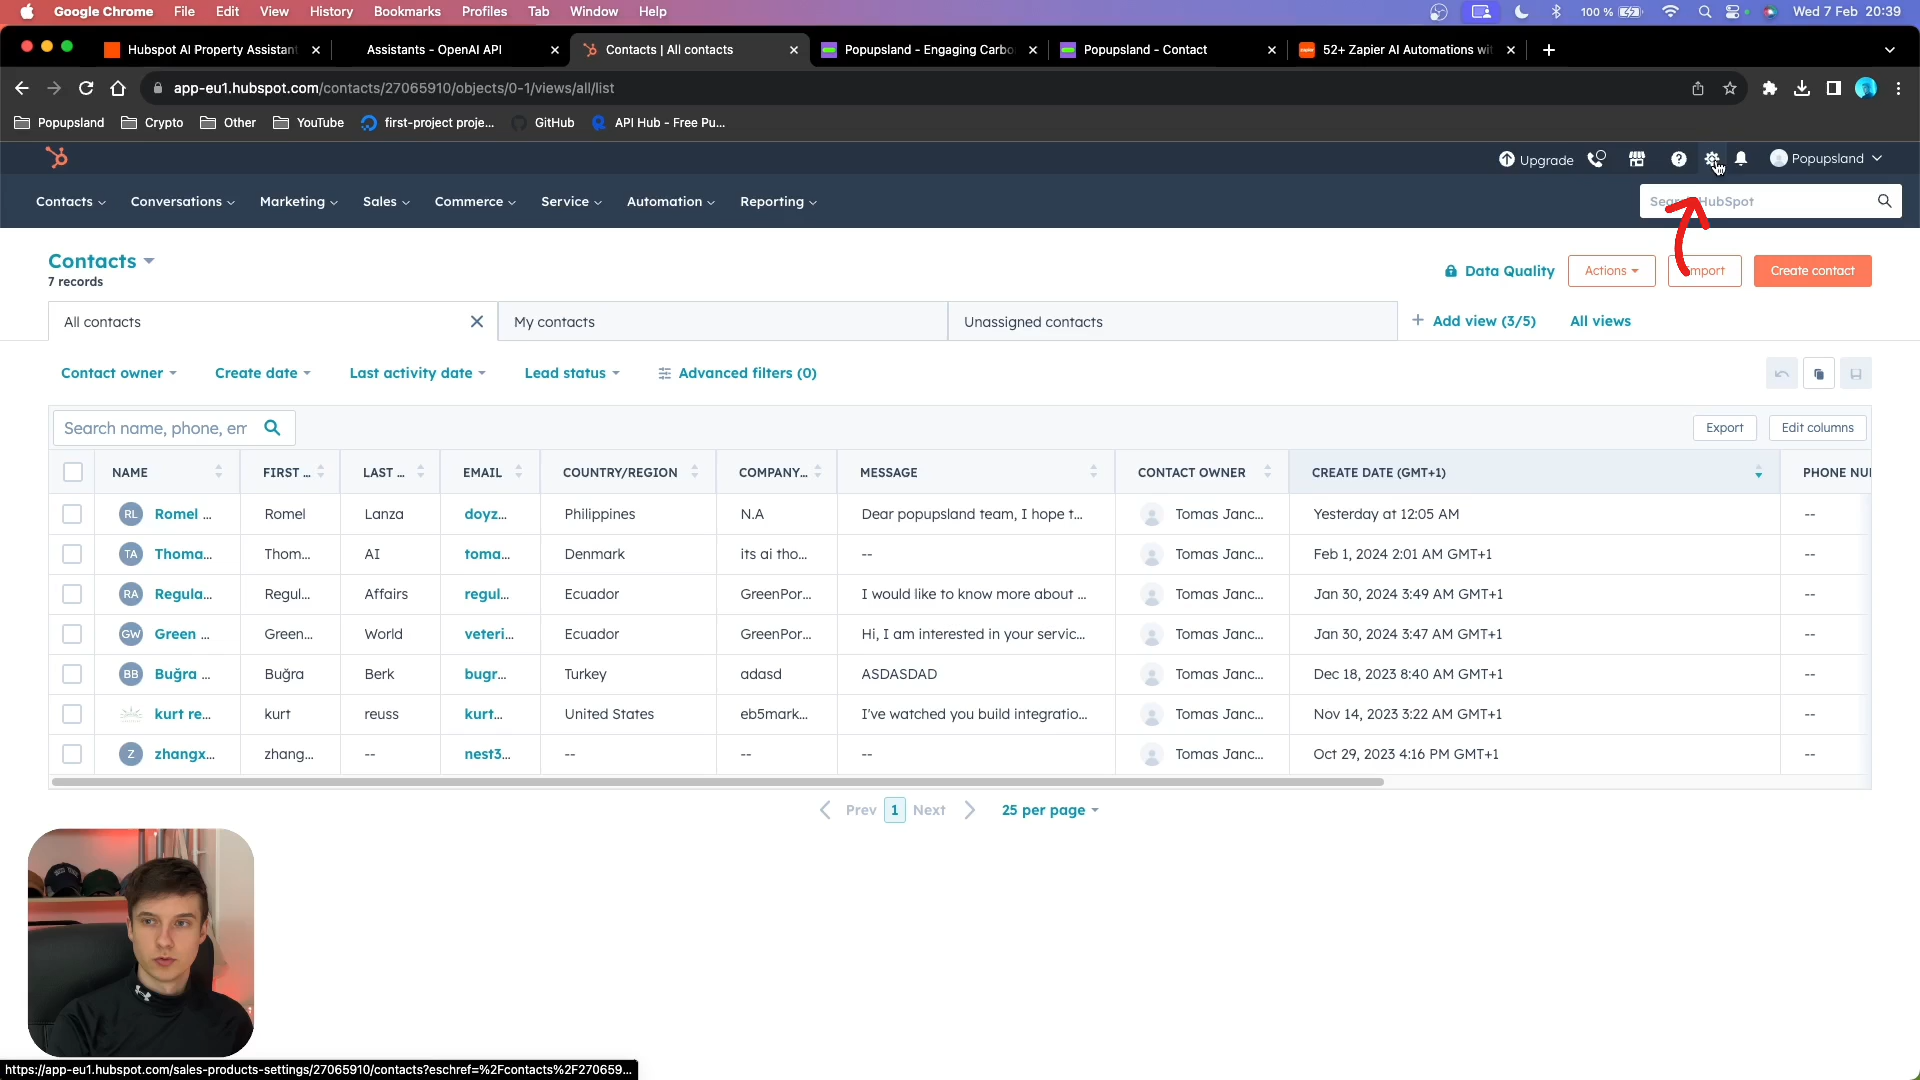 Google Chrome File Edit View History Bookmarks Profiles Tab Window Help 100 % Wed 7 Feb 20:39
Hubspot AI Property Assistant Assistants - OpenAI API Contacts | All contacts Popupsland - Engaging Carbo Popupsland - Contact 52+ Zapier AI Automations wit
app-eu1.hubspot.com/contacts/27065910/objects/0-1/views/all/list
Popupsland Crypto Other YouTube first-project proje... GitHub API Hub - Free Pu...
Upgrade Popupsland
Contacts Conversations Marketing Sales Commerce Service Automation Reporting HubSpot
Contacts
7 records
Data Quality Actions Import Create contact
All contacts My contacts Unassigned contacts + Add view (3/5) All views
Contact owner Create date Last activity date Lead status Advanced filters (0)
Search name, phone, em Export Edit columns
NAME FIRST ... LAST ... EMAIL COUNTRY/REGION COMPANY... MESSAGE CONTACT OWNER CREATE DATE (GMT+1) PHONE NU
RL Romel ... Romel Lanza doyz... Philippines N.A Dear popupsland team, I hope t... Tomas Janc... Yesterday at 12:05 AM --
TA Thoma... Thom... AI toma... Denmark its ai tho... -- Tomas Janc... Feb 1, 2024 2:01 AM GMT+1 --
RA Regula... Regul... Affairs regul... Ecuador GreenPor... I would like to know more about ... Tomas Janc... Jan 30, 2024 3:49 AM GMT+1 --
GW Green ... Green... World veteri... Ecuador GreenPor... Hi, I am interested in your servic... Tomas Janc... Jan 30, 2024 3:47 AM GMT+1 --
BB Buğra ... Buğra Berk bugr... Turkey adasd ASDASDAD Tomas Janc... Dec 18, 2023 8:40 AM GMT+1 --
kurt re... kurt reuss kurt... United States eb5mark... I've watched you build integratio... Tomas Janc... Nov 14, 2023 3:22 AM GMT+1 --
Z zhangx... zhang... -- nest3... -- -- -- Tomas Janc... Oct 29, 2023 4:16 PM GMT+1 --
Prev 1 Next 25 per page
https://app-eu1.hubspot.com/sales-products-settings/27065910/contacts?eschref=%2Fcontacts%2F270659...